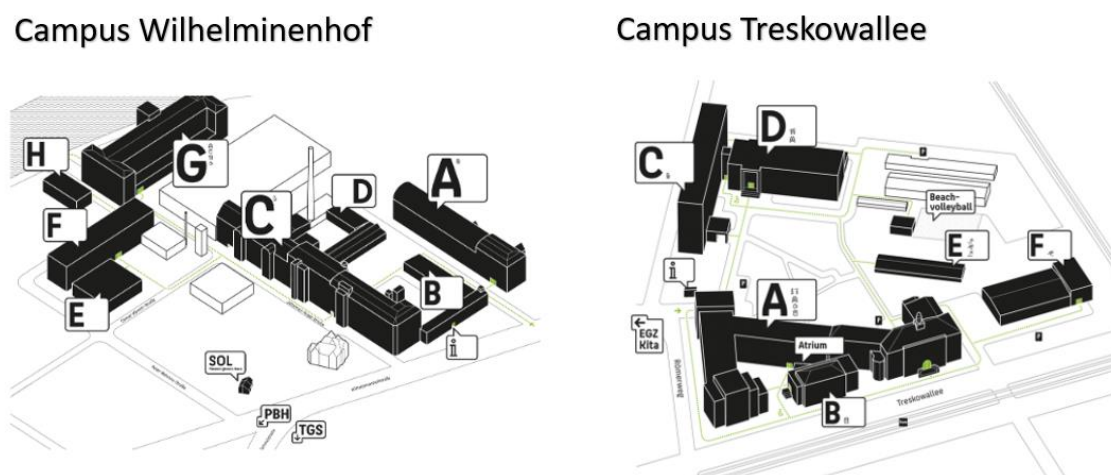 Campus Wilhelminenhof
H
G
F
E
C
D
A
B
i
SOL
PBH
TGS
Campus Treskowallee
C
D
Beach-
volleyball
E
F
i
A
EGZ
Kita
Atrium
B
Treskowallee